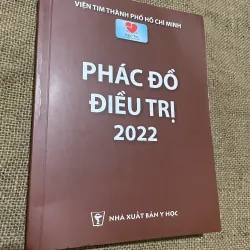 VIỆN TIM THÀNH PHỐ HỒ CHÍ MINH
PHÁC ĐỒ
ĐIỀU TRỊ
2022
NHÀ XUẤT BẢN Y HỌC